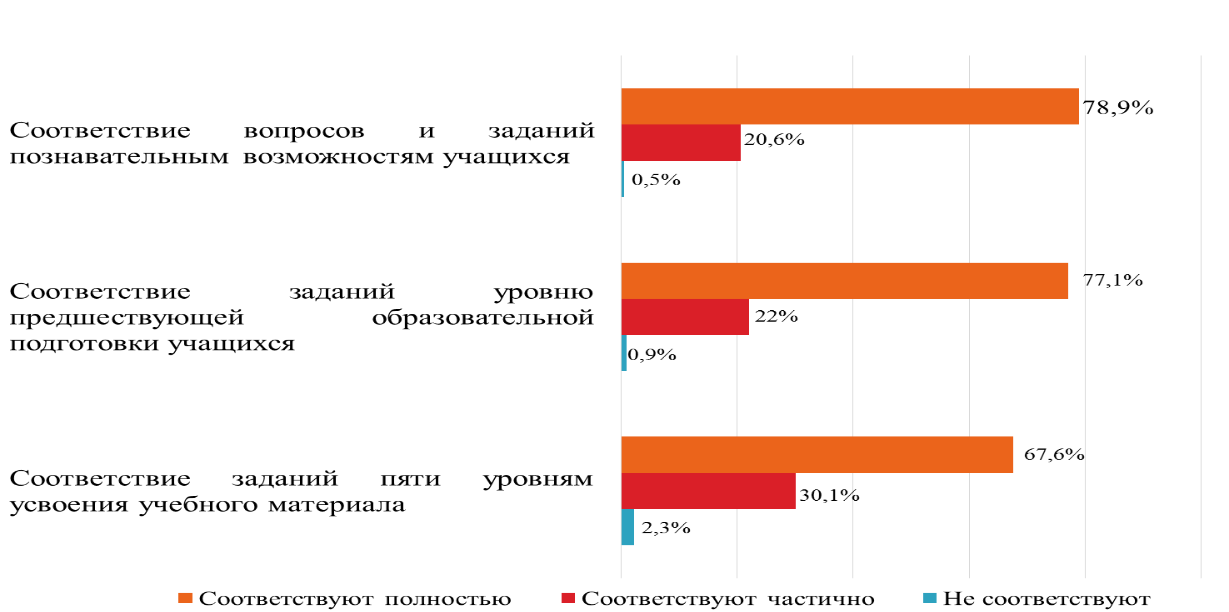 78,9%
Соответствие вопросов и заданий
познавательным возможностям учащихся
20,6%
0,5%
77,1%
Соответствие заданий уровню
предшествующей образовательной
подготовки учащихся
22%
0,9%
67,6%
Соответствие заданий пяти уровням
усвоения учебного материала
30,1%
2,3%
Соответствуют полностью Соответствуют частично Не соответствуют